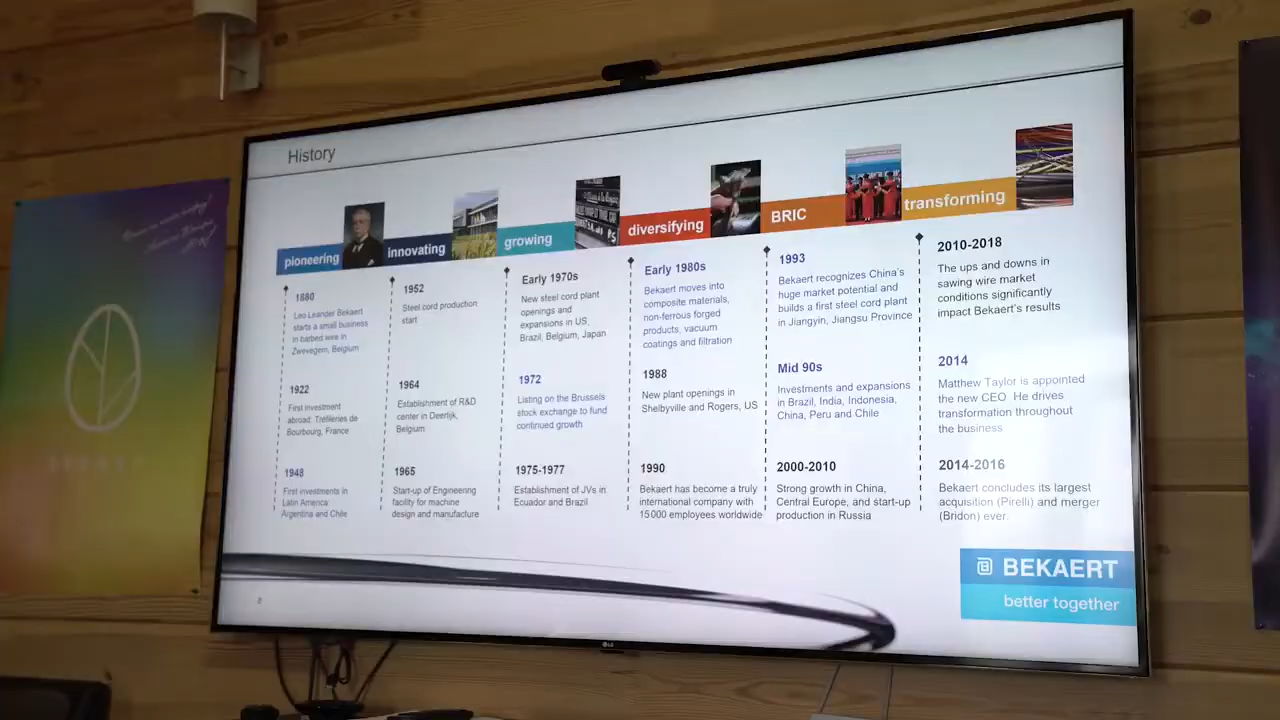 History
pioneering
innovating
growing
diversifying
BRIC
transforming
1880
Leo Leander Bekaert
starts a small business
in barbed wire in
Zwevegem, Belgium
1922
First investment
abroad: Tréfileries de
Bourbourg, France
1948
First investments in
Latin America:
Argentina and Chile
1952
Steel cord production
start
1964
Establishment of R&D
center in Deerlijk,
Belgium
1965
Start-up of Engineering
facility for machine
design and manufacture
Early 1970s
New steel cord plant
openings and
expansions in US,
Brazil, Belgium, Japan
1972
Listing on the Brussels
stock exchange to fund
continued growth
1975-1977
Establishment of JVs in
Ecuador and Brazil
Early 1980s
Bekaert moves into
composite materials,
non-ferrous forged
products, vacuum
coatings and filtration
1988
New plant openings in
Shelbyville and Rogers, US
1990
Bekaert has become a truly
international company with
15000 employees worldwide
1993
Bekaert recognizes China's
huge market potential and
builds a first steel cord plant
in Jiangyin, Jiangsu Province
Mid 90s
Investments and expansions
in Brazil, India, Indonesia,
China, Peru and Chile
2000-2010
Strong growth in China,
Central Europe, and start-up
production in Russia
2010-2018
The ups and downs in
sawing wire market
conditions significantly
impact Bekaert's results
2014
Matthew Taylor is appointed
the new CEO He drives
transformation throughout
the business
2014-2016
Bekaert concludes its largest
acquisition (Pirelli) and merger
(Bridon) ever.
BEKAERT
better together
LG